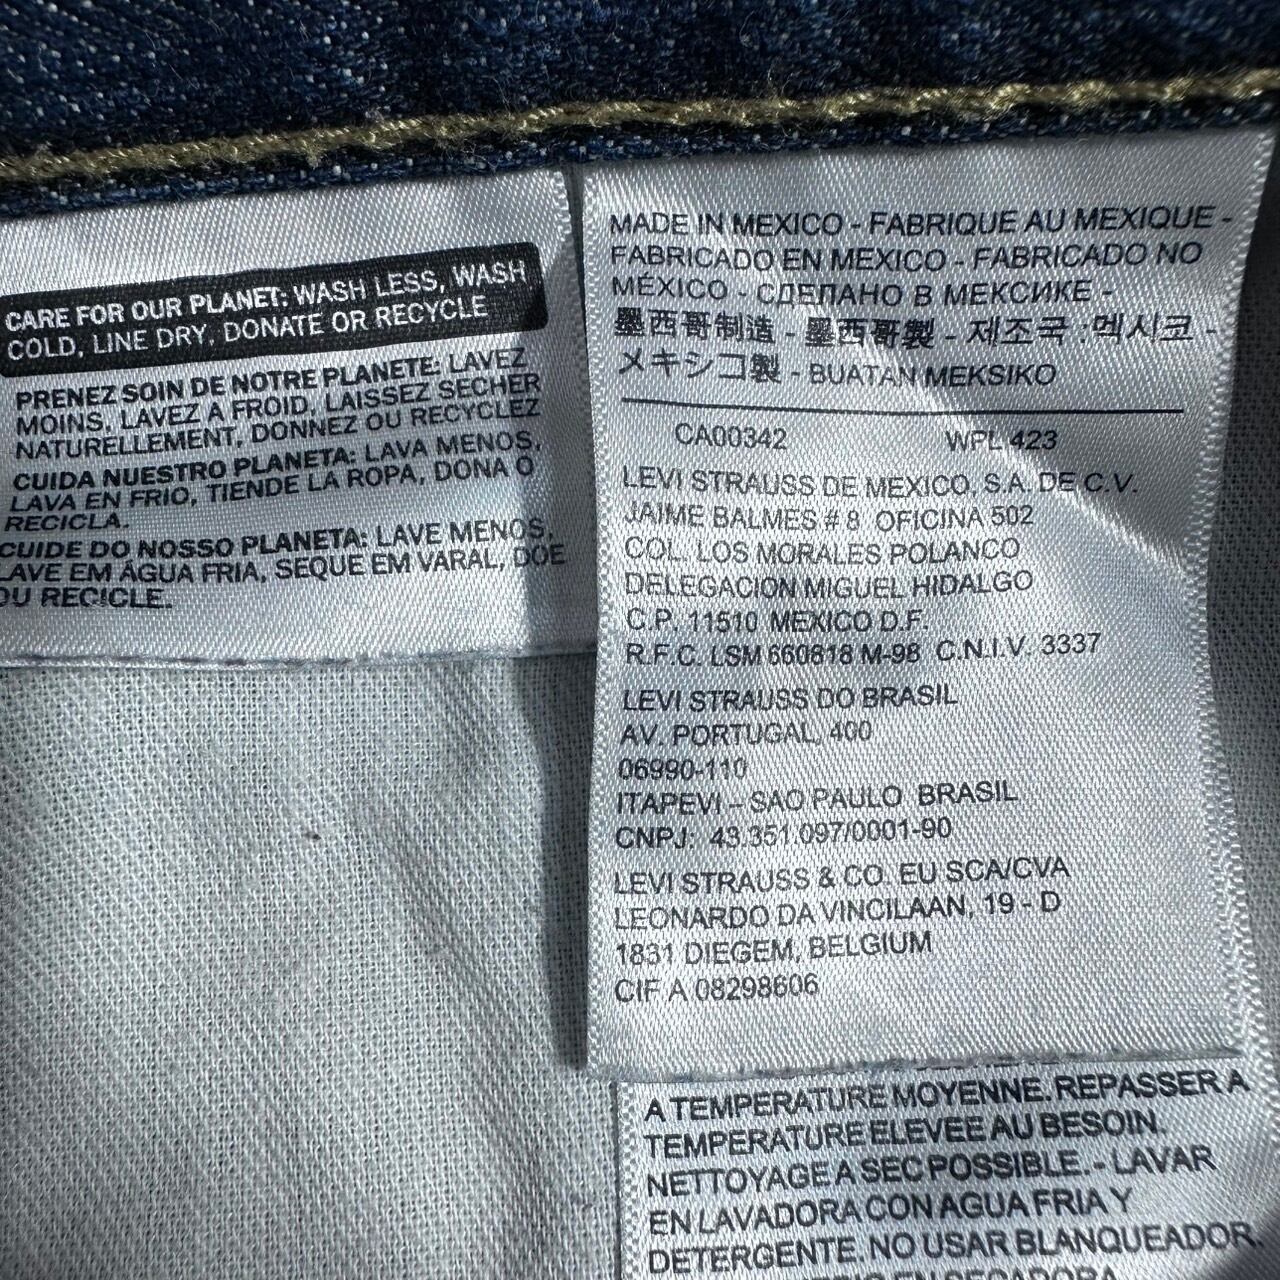 CARE FOR OUR PLANET: WASH LESS, WASH
COLD, LINE DRY, DONATE OR RECYCLE
PRENEZ SOIN DE NOTRE PLANETE: LAVEZ
MOINS, LAVEZ A FROID, LAISSEZ SECHER
NATURELLEMENT, DONNEZ OU RECYCLEZ
CUIDA NUESTRO PLANETA: LAVA MENOS,
LAVA EN FRIO, TIENDE LA ROPA, DONA O
RECICLA.
CUIDE DO NOSSO PLANETA: LAVE MENOS,
LAVE EM ÁGUA FRIA, SEQUE EM VARAL, DOE
OU RECICLE.
MADE IN MEXICO - FABRIQUE AU MEXIQUE -
FABRICADO EN MEXICO - FABRICADO NO
MÉXICO - СДЕЛАНО В МЕКСИКЕ -
墨西哥制造 - 墨西哥製 - 제조국 :멕시코 -
メキシコ製 - BUATAN MEKSIKO
CA00342 WPL 423
LEVI STRAUSS DE MEXICO, S.A. DE C.V.
JAIME BALMES # 8 OFICINA 502
COL. LOS MORALES POLANCO
DELEGACION MIGUEL HIDALGO
C.P. 11510 MEXICO D.F.
R.F.C. LSM 660818 M-98 C.N.I.V. 3337
LEVI STRAUSS DO BRASIL
AV. PORTUGAL, 400
06990-110
ITAPEVI – SAO PAULO BRASIL
CNPJ: 43.351.097/0001-90
LEVI STRAUSS & CO. EU SCA/CVA
LEONARDO DA VINCILAAN, 19 - D
1831 DIEGEM, BELGIUM
CIF A 08298606
A TEMPERATURE MOYENNE. REPASSER A
TEMPERATURE ELEVEE AU BESOIN.
NETTOYAGE A SEC POSSIBLE. - LAVAR
EN LAVADORA CON AGUA FRIA Y
DETERGENTE. NO USAR BLANQUEADOR.
EN SECADORA